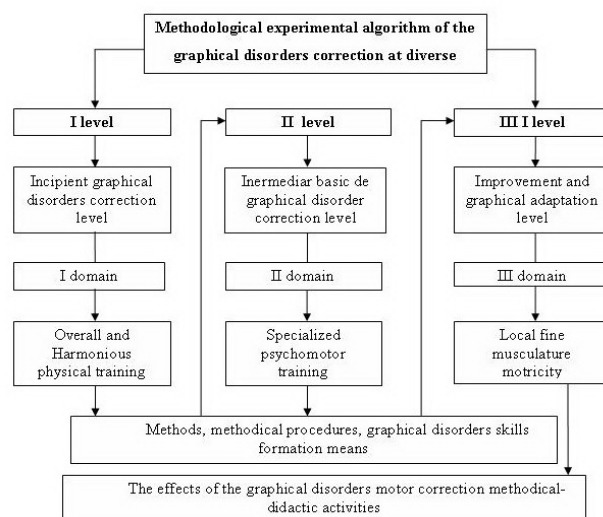 Methodological experimental algorithm of the
graphical disorders correction at diverse
I level
II level
III I level
Incipient graphical
disorders correction
level
Inermediar basic de
graphical disorder
correction level
Improvement and
graphical adaptation
level
I domain
II domain
III domain
Overall and
Harmonious
physical training
Specialized
psychomotor
training
Local fine
musculature
motricity
Methods, methodical procedures, graphical disorders skills
formation means
The effects of the graphical disorders motor correction methodical-
didactic activities